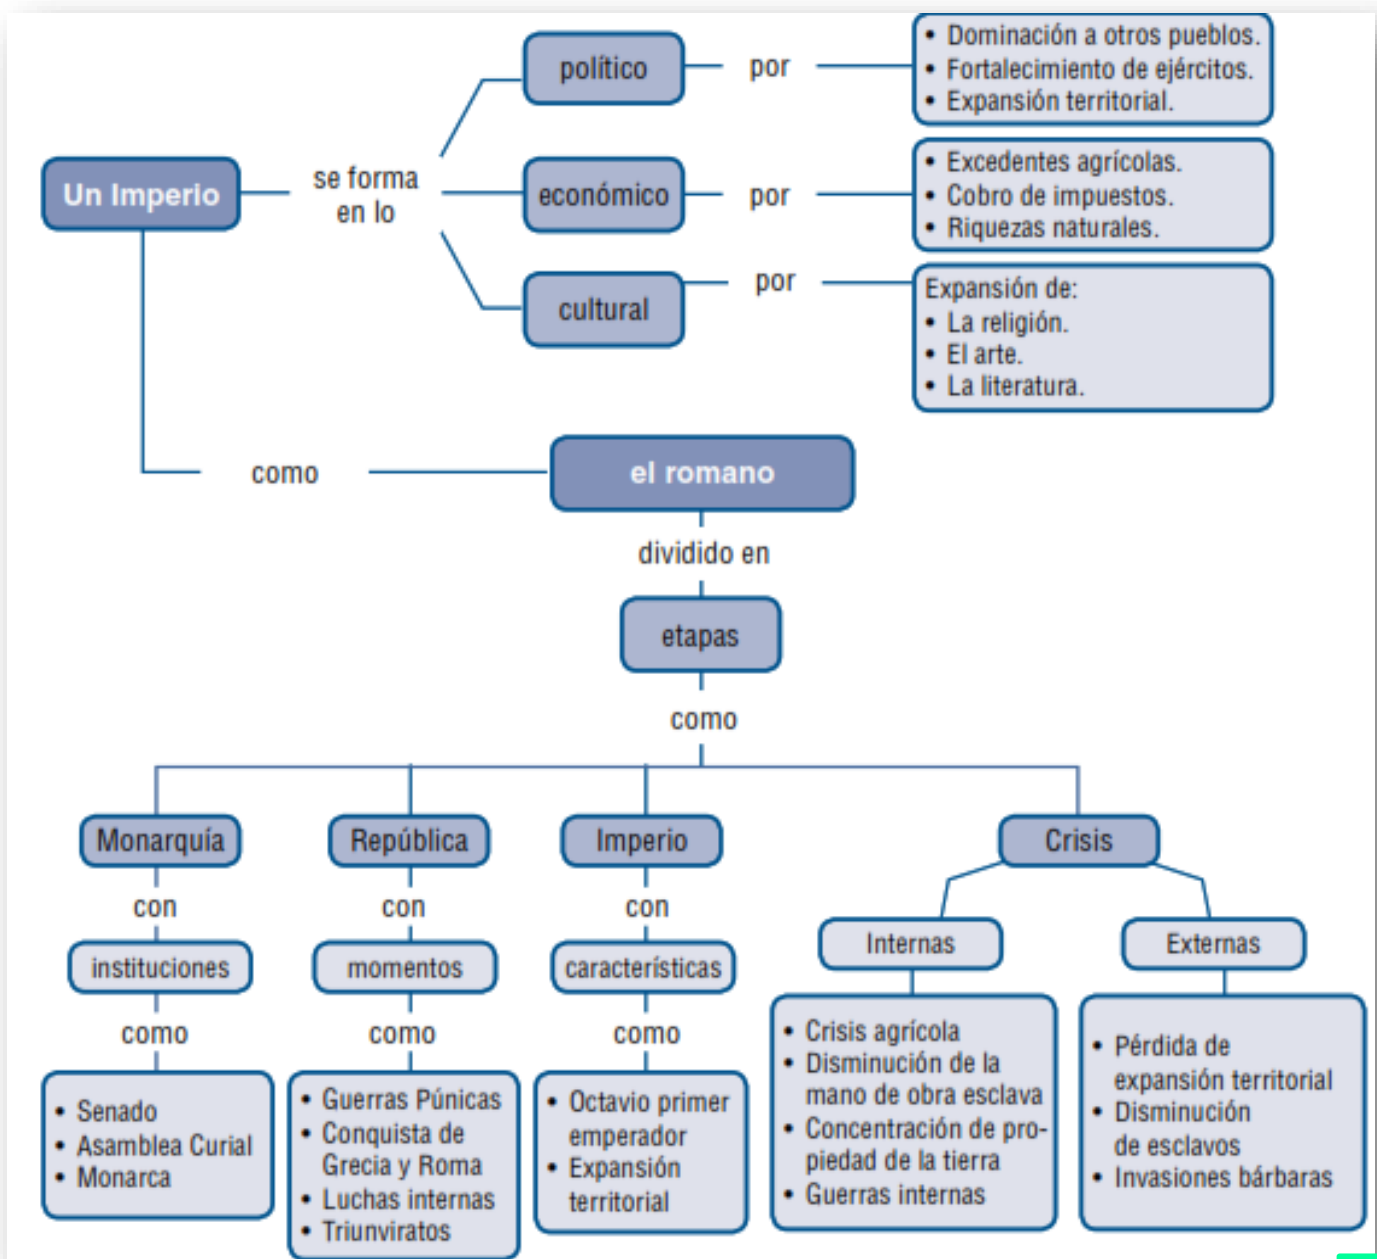 político
por
• Dominación a otros pueblos.
• Fortalecimiento de ejércitos.
• Expansión territorial.
Un Imperio
se forma
en lo
económico
por
• Excedentes agrícolas.
• Cobro de impuestos.
• Riquezas naturales.
cultural
por
Expansión de:
• La religión.
• El arte.
• La literatura.
como
el romano
dividido en
etapas
como
Monarquía
con
instituciones
como
• Senado
• Asamblea Curial
• Monarca
República
con
momentos
como
• Guerras Púnicas
• Conquista de
Grecia y Roma
• Luchas internas
• Triunviratos
Imperio
con
características
como
• Octavio primer
emperador
• Expansión
territorial
Crisis
Internas
• Crisis agrícola
• Disminución de la
mano de obra esclava
• Concentración de pro-
piedad de la tierra
• Guerras internas
Externas
• Pérdida de
expansión territorial
• Disminución
de esclavos
• Invasiones bárbaras